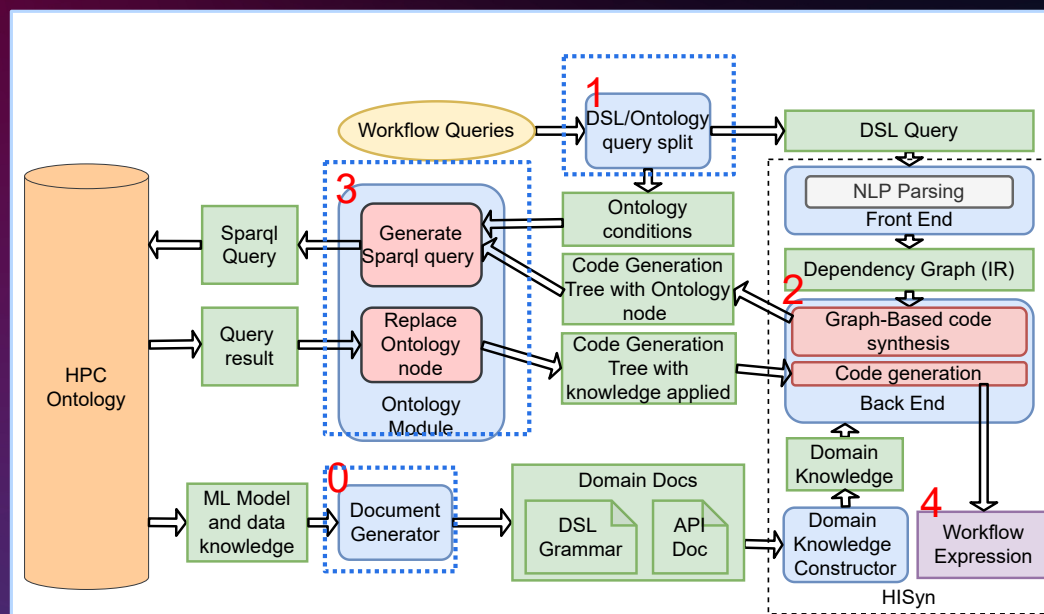 1
Workflow Queries
DSL/Ontology
query split
DSL Query
3
Generate
Sparql query
Sparql
Query
Ontology
conditions
NLP Parsing
Front End
Dependency Graph (IR)
Code Generation
Tree with Ontology
node
2
Graph-Based code
synthesis
Code generation
Back End
HPC
Ontology
Query
result
Replace
Ontology
node
Ontology
Module
Code Generation
Tree with
knowledge applied
Domain
Knowledge
0
ML Model
and data
knowledge
Document
Generator
Domain Docs
DSL
Grammar
API
Doc
Domain
Knowledge
Constructor
4
Workflow
Expression
HISyn